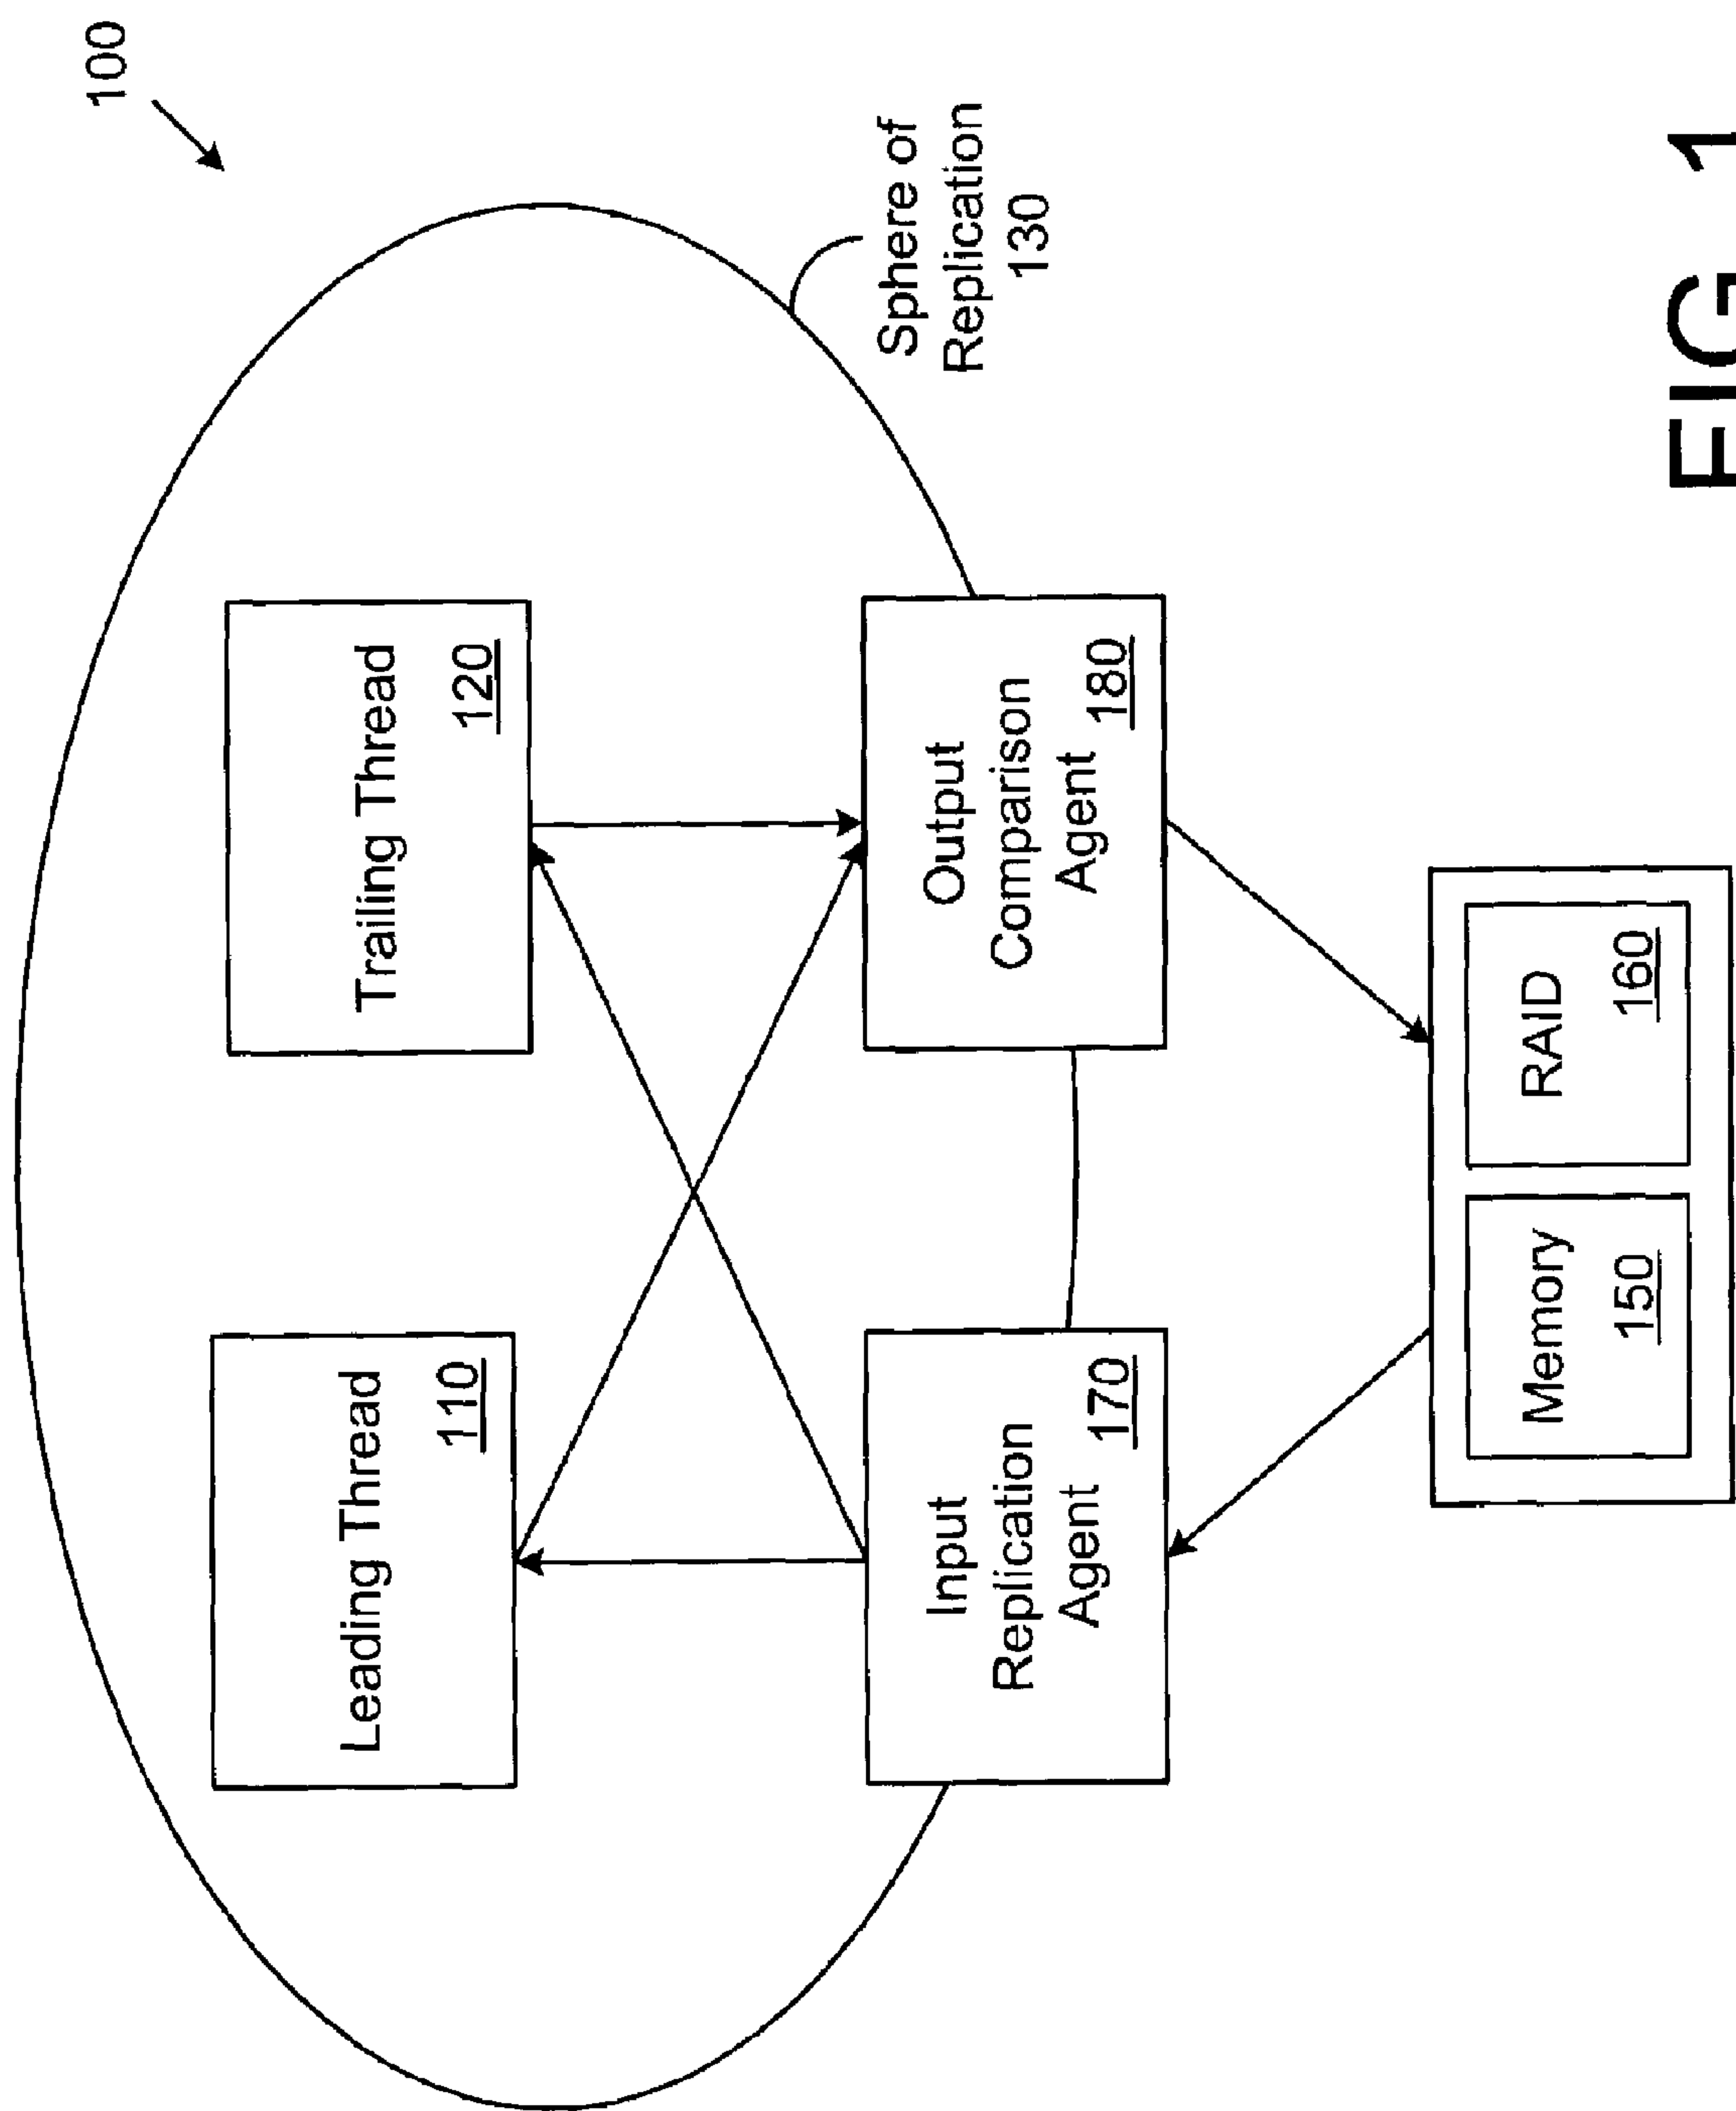 100
Leading Thread
110
Trailing Thread
120
Sphere of
Replication
130
Input
Replication
Agent
170
Output
Comparison
Agent
180
Memory
150
RAID
160
FIG 1